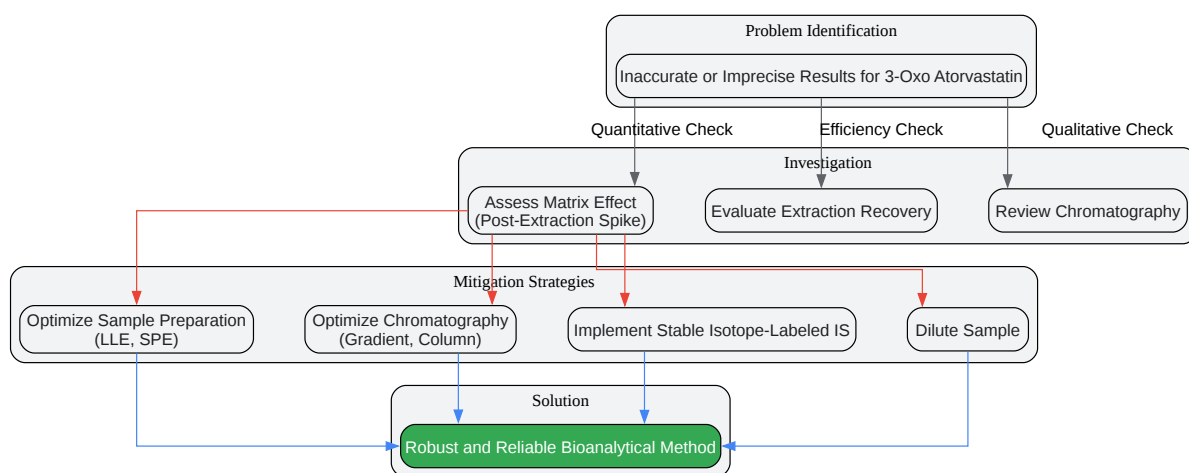 Problem Identification
Inaccurate or Imprecise Results for 3-Oxo Atorvastatin
Quantitative Check
Efficiency Check
Qualitative Check
Investigation
Assess Matrix Effect
(Post-Extraction Spike)
Evaluate Extraction Recovery
Review Chromatography
Mitigation Strategies
Optimize Sample Preparation
(LLE, SPE)
Optimize Chromatography
(Gradient, Column)
Implement Stable Isotope-Labeled IS
Dilute Sample
Solution
Robust and Reliable Bioanalytical Method